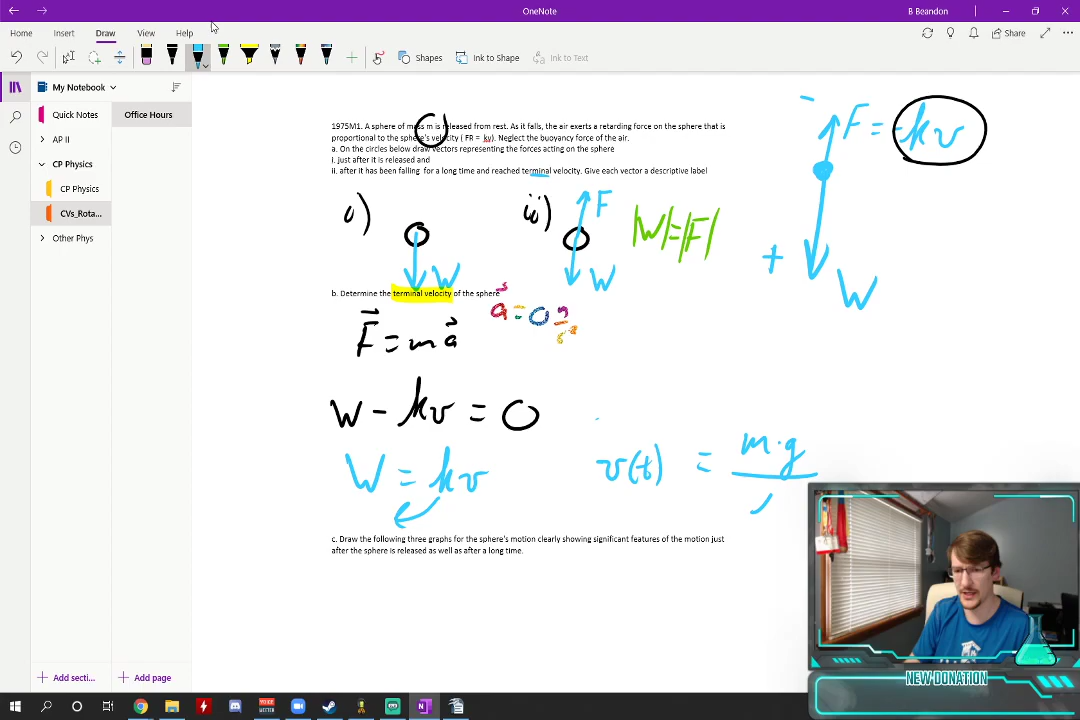 OneNote
B Beandon
Home
Insert
Draw
View
Help
Share
Shapes
Ink to Shape
Ink to Text
My Notebook
Quick Notes
Office Hours
AP II
CP Physics
CP Physics
CVs_Rota...
Other Phys
1975M1. A sphere of mass m is released from rest. As it falls, the air exerts a retarding force on the sphere that is
proportional to the sphere's velocity ( FR = kv). Neglect the buoyancy force of the air.
a. On the circles below draw vectors representing the forces acting on the sphere
i. just after it is released and
ii. after it has been falling for a long time and reached terminal velocity. Give each vector a descriptive label
- F = -kv
+ W
i) W
ii) F W
|W|=|F|
b. Determine the terminal velocity of the sphere
a = 0 m/s²
F = ma
W - kv = 0
W = kv
v(t) = m·g
c. Draw the following three graphs for the sphere's motion clearly showing significant features of the motion just
after the sphere is released as well as after a long time.
NEW DONATION
Add secti...
Add page